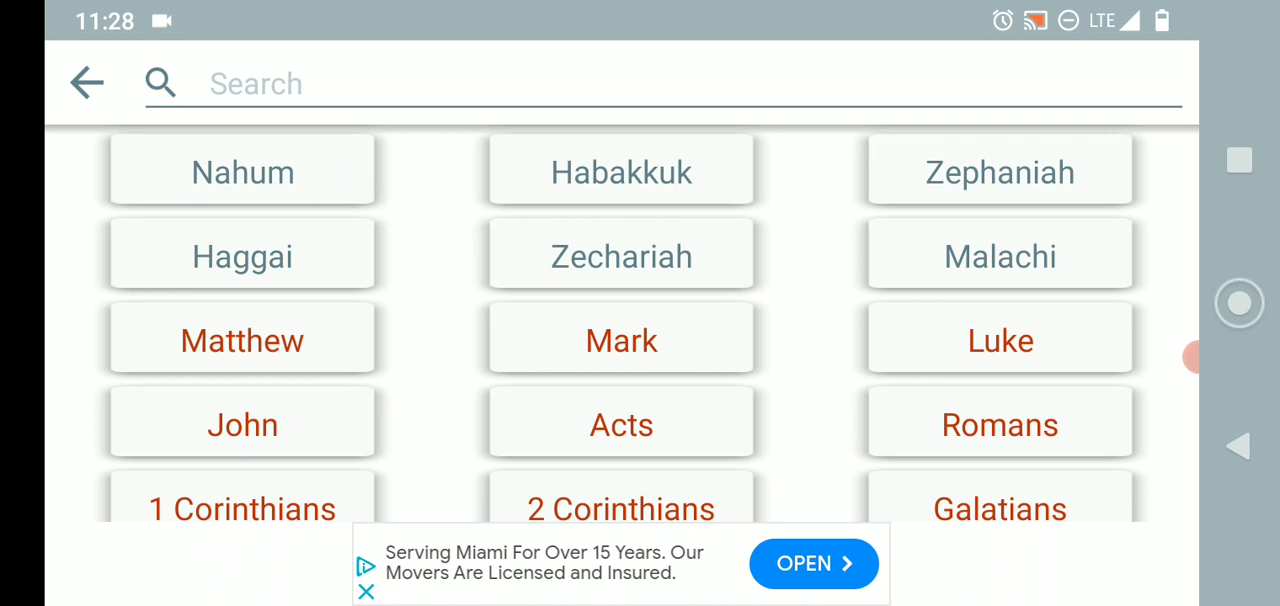 11:28
LTE
Search
Nahum
Habakkuk
Zephaniah
Haggai
Zechariah
Malachi
Matthew
Mark
Luke
John
Acts
Romans
1 Corinthians
2 Corinthians
Galatians
Serving Miami For Over 15 Years. Our
Movers Are Licensed and Insured.
OPEN